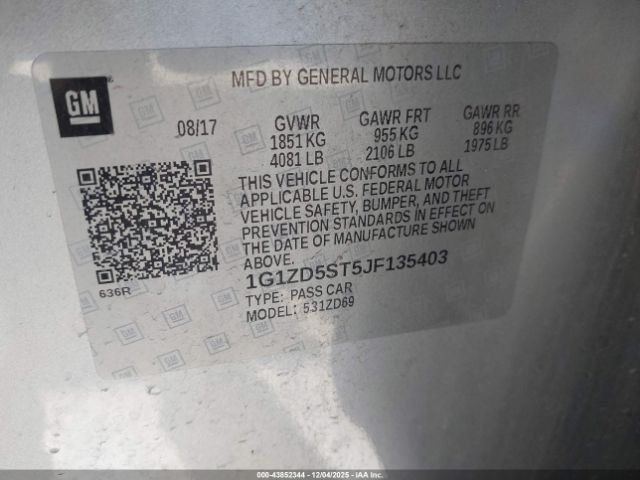 GM
MFD BY GENERAL MOTORS LLC
08/17
GVWR GAWR FRT GAWR RR
1851 KG 955 KG 896 KG
4081 LB 2106 LB 1975 LB
THIS VEHICLE CONFORMS TO ALL
APPLICABLE U.S. FEDERAL MOTOR
VEHICLE SAFETY, BUMPER, AND THEFT
PREVENTION STANDARDS IN EFFECT ON
THE DATE OF MANUFACTURE SHOWN
ABOVE.
636R
1G1ZD5ST5JF135403
TYPE: PASS CAR
MODEL: 531ZD69
000-43852344 - 12/04/2025 - IAAI, Inc.